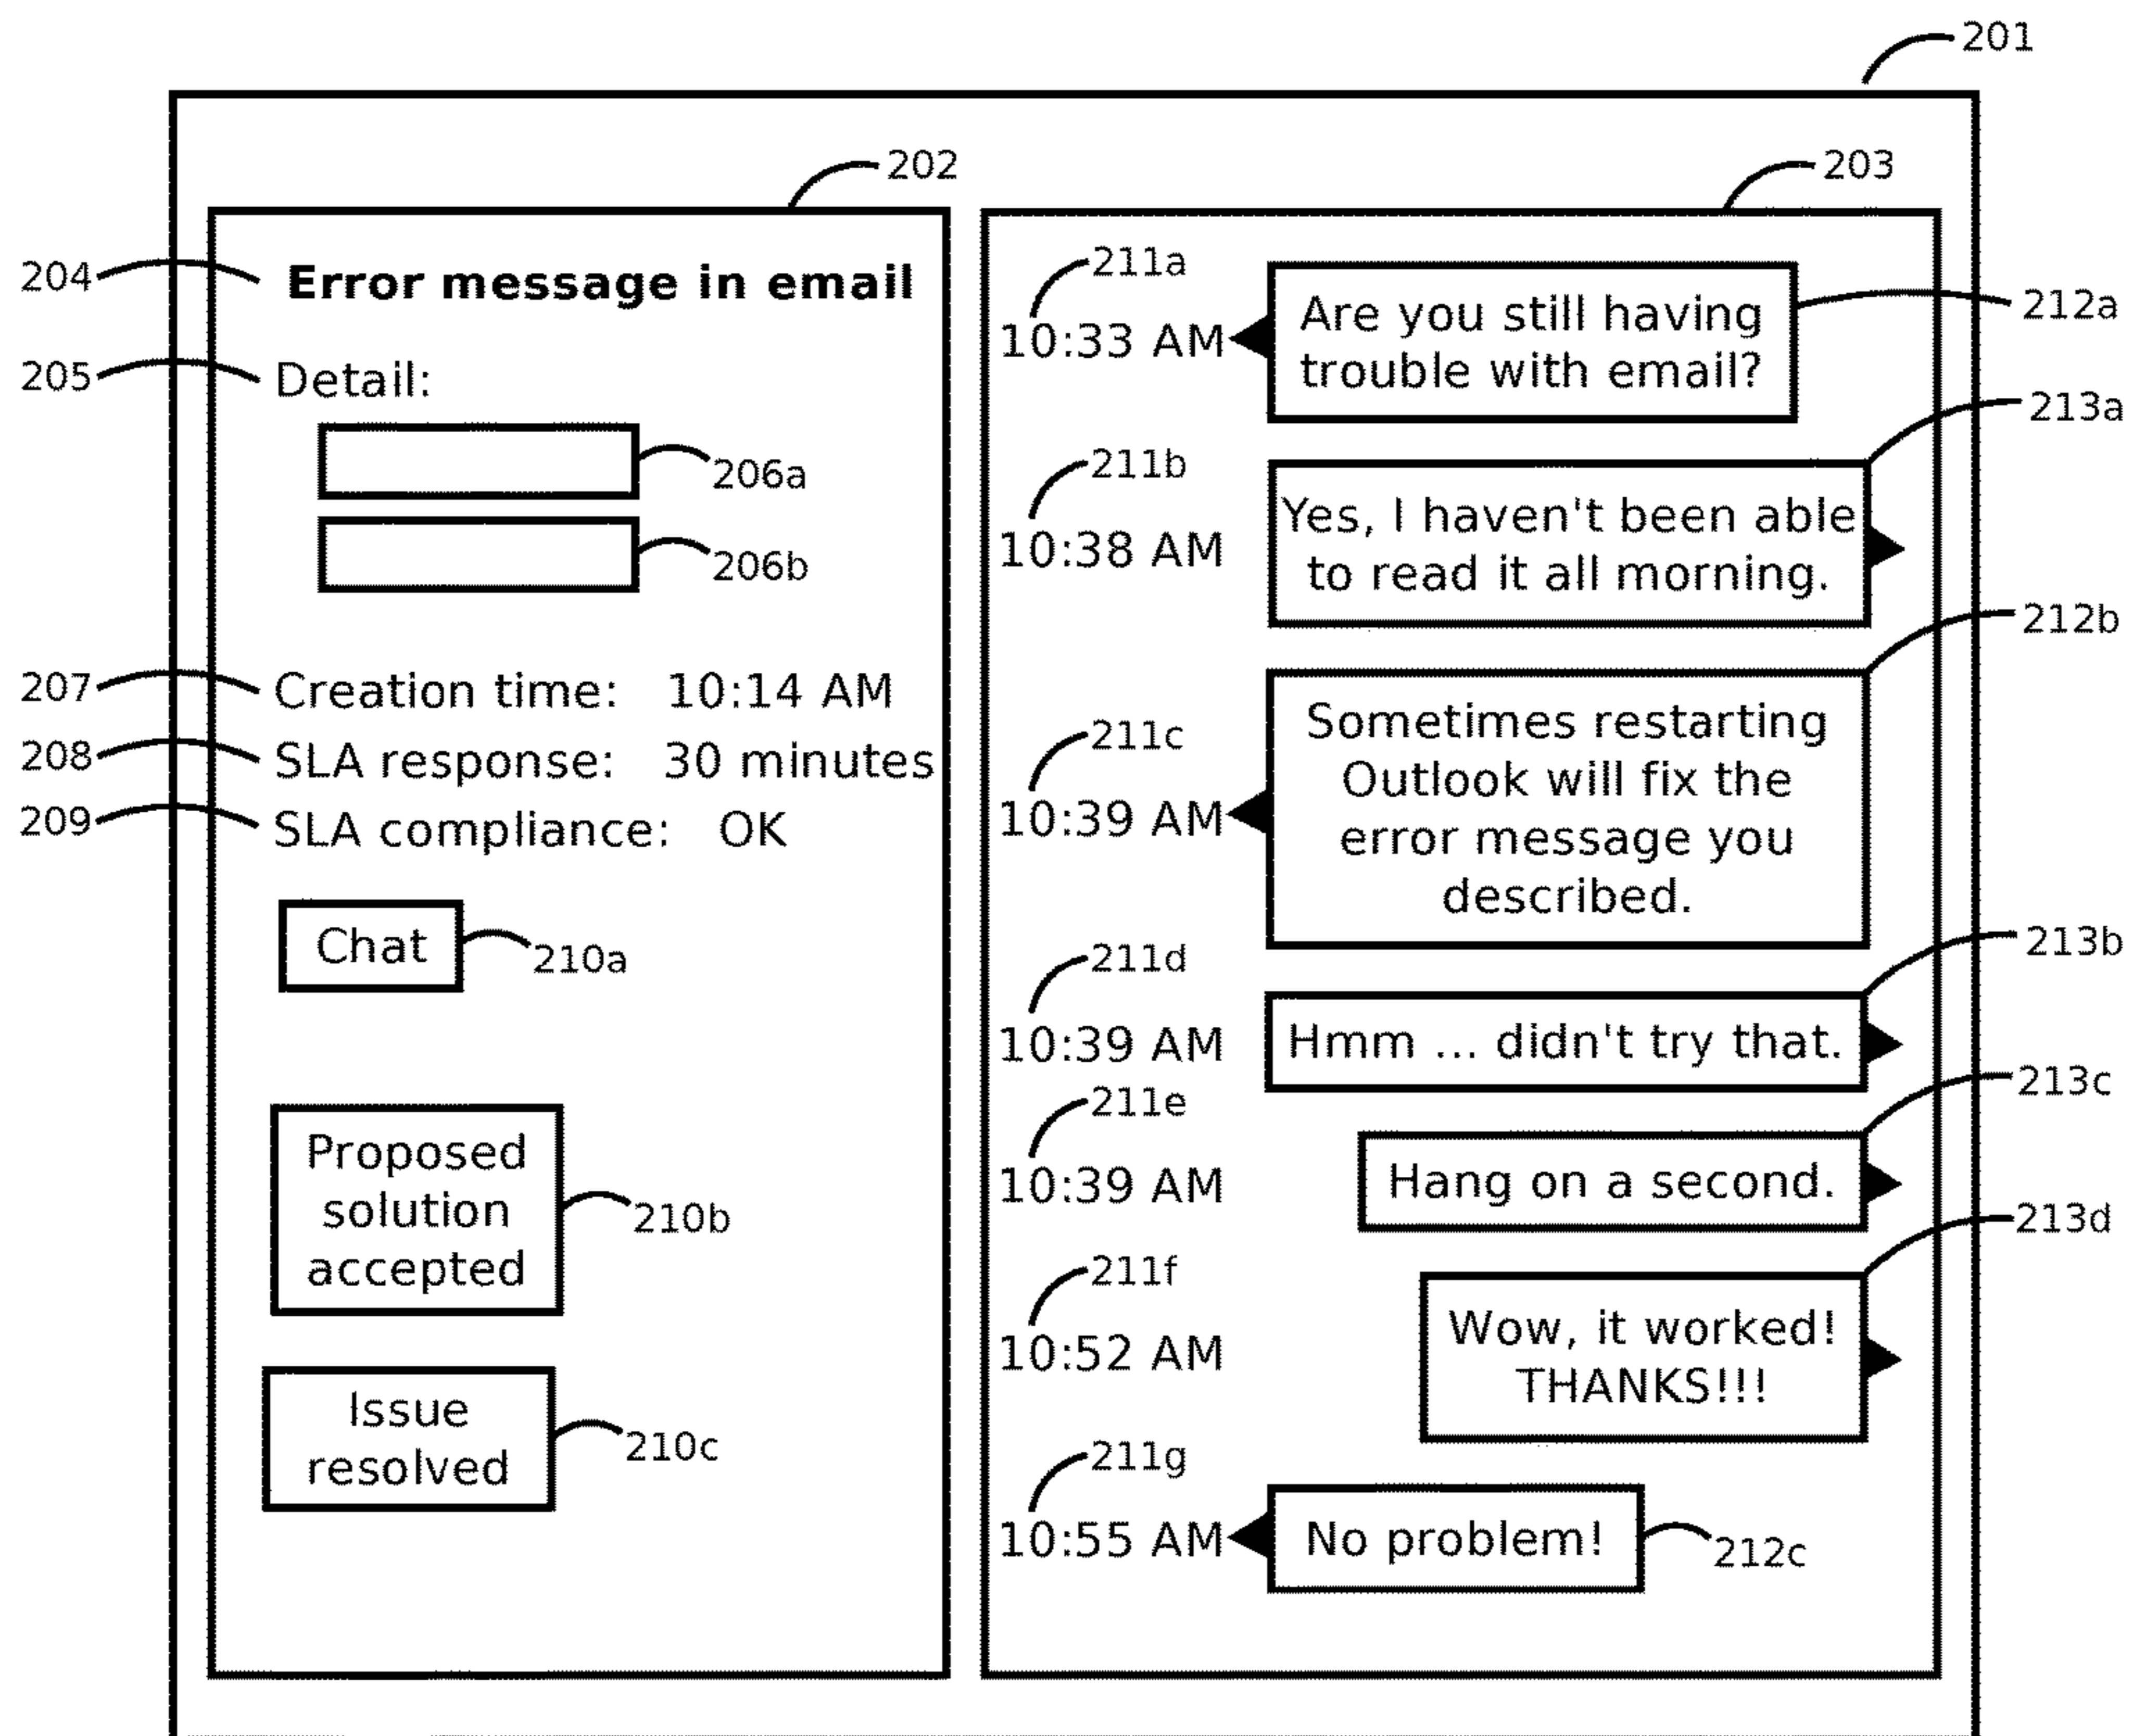 201
202
203
204
Error message in email
205
Detail:
206a
206b
207
Creation time: 10:14 AM
208
SLA response: 30 minutes
209
SLA compliance: OK
Chat
210a
Proposed
solution
accepted
210b
Issue
resolved
210c
211a
10:33 AM
Are you still having
trouble with email?
212a
213a
211b
10:38 AM
Yes, I haven't been able
to read it all morning.
212b
211c
10:39 AM
Sometimes restarting
Outlook will fix the
error message you
described.
213b
211d
10:39 AM
Hmm ... didn't try that.
213c
211e
10:39 AM
Hang on a second.
213d
211f
10:52 AM
Wow, it worked!
THANKS!!!
211g
10:55 AM
No problem!
212c